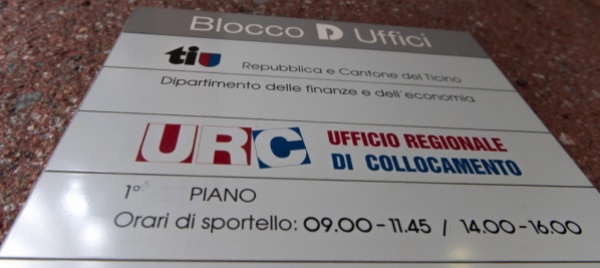 Blocco D Uffici
ti
Repubblica e Cantone del Ticino
Dipartimento delle finanze e dell'economia
URC UFFICIO REGIONALE
DI COLLOCAMENTO
1° PIANO
Orari di sportello: 09.00-11.45 / 14.00-16.00